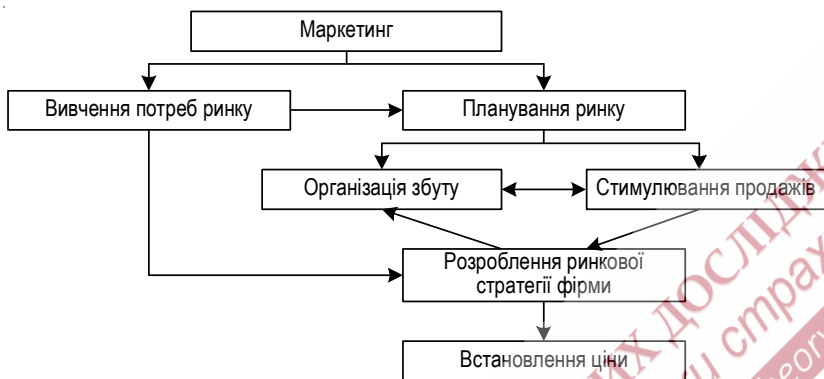 Маркетинг
Вивчення потреб ринку
Планування ринку
Організація збуту
Стимулювання продажів
Розроблення ринкової
стратегії фірми
Встановлення ціни